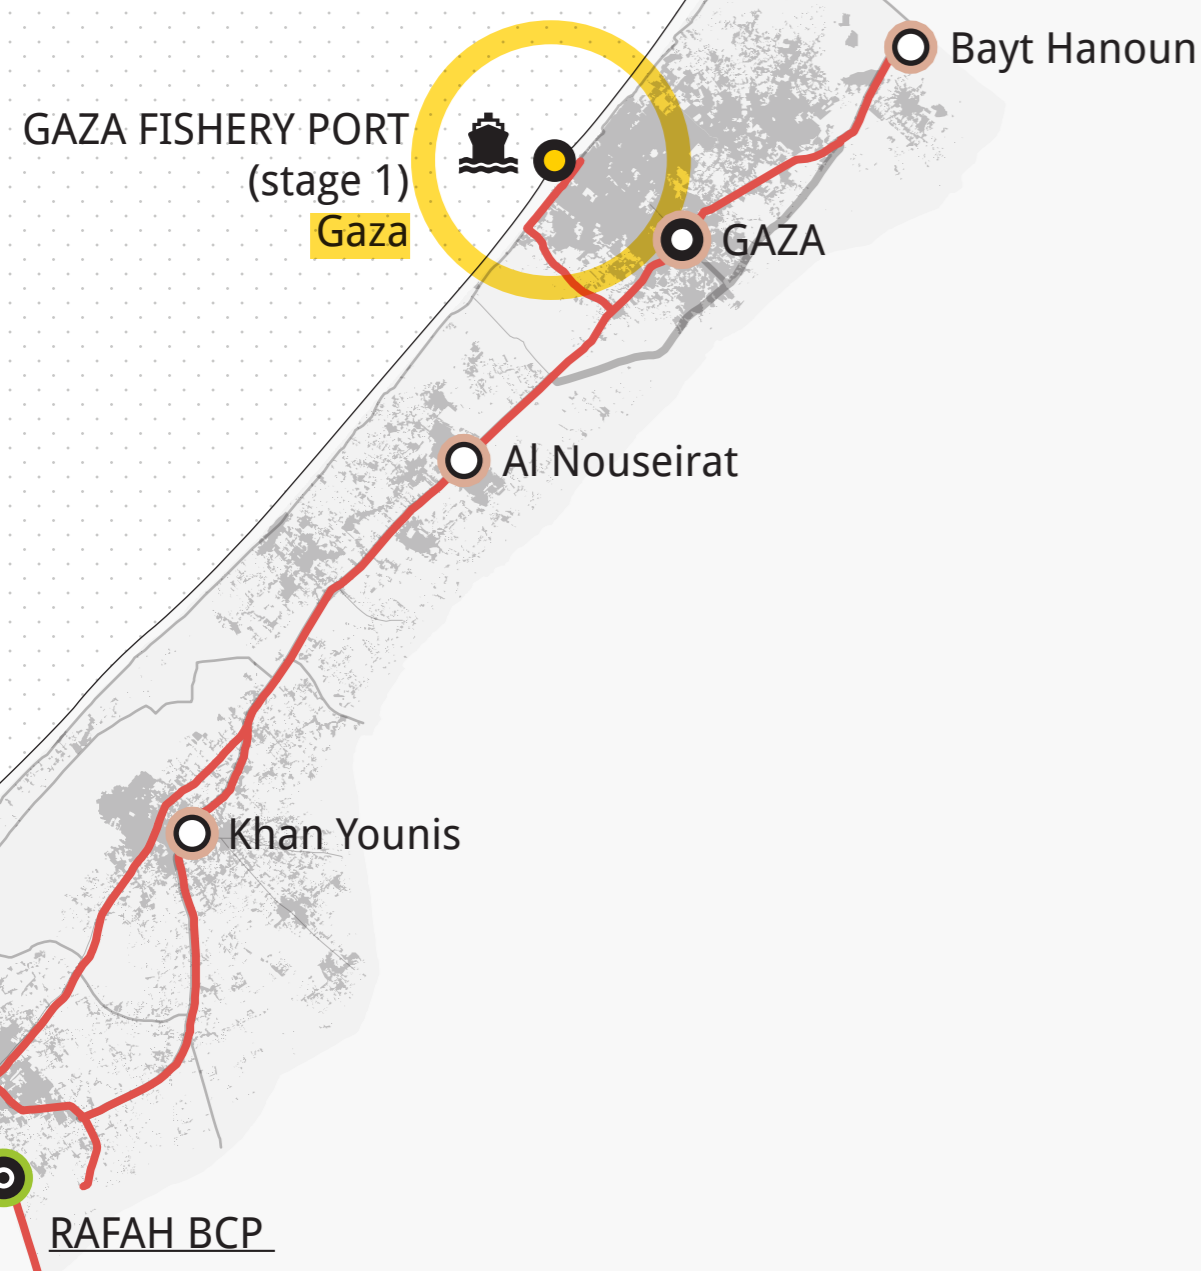 Bayt Hanoun
GAZA FISHERY PORT
(stage 1)
Gaza
GAZA
Al Nouseirat
Khan Younis
RAFAH BCP